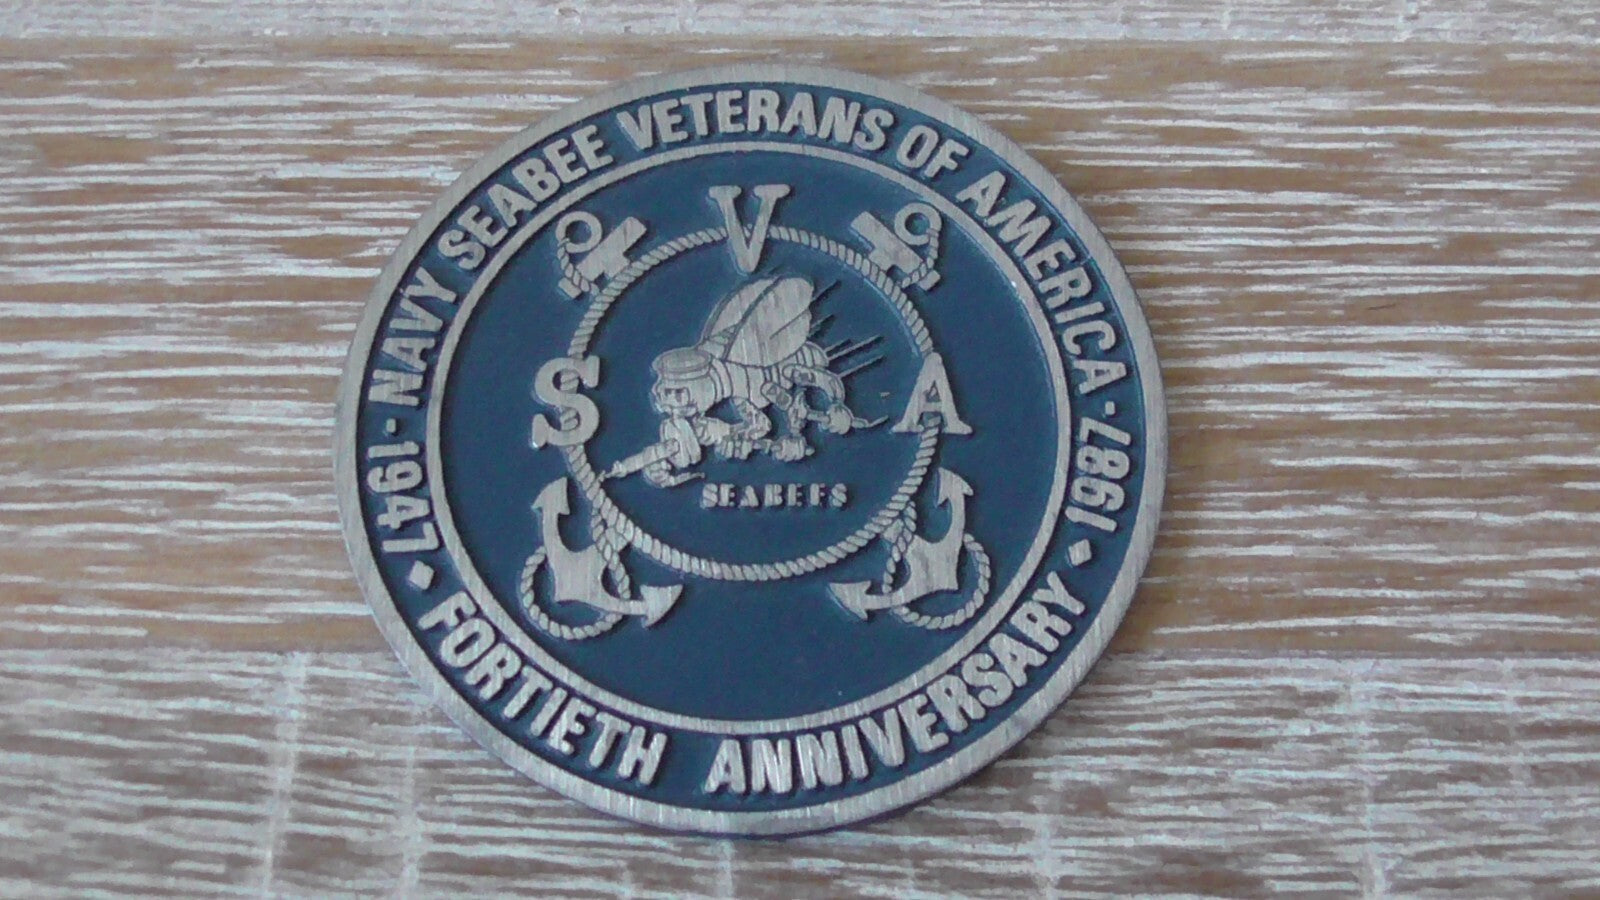 1947 · NAVY SEABEE VETERANS OF AMERICA · 1987
FORTIETH ANNIVERSARY
S V A
SEABEES